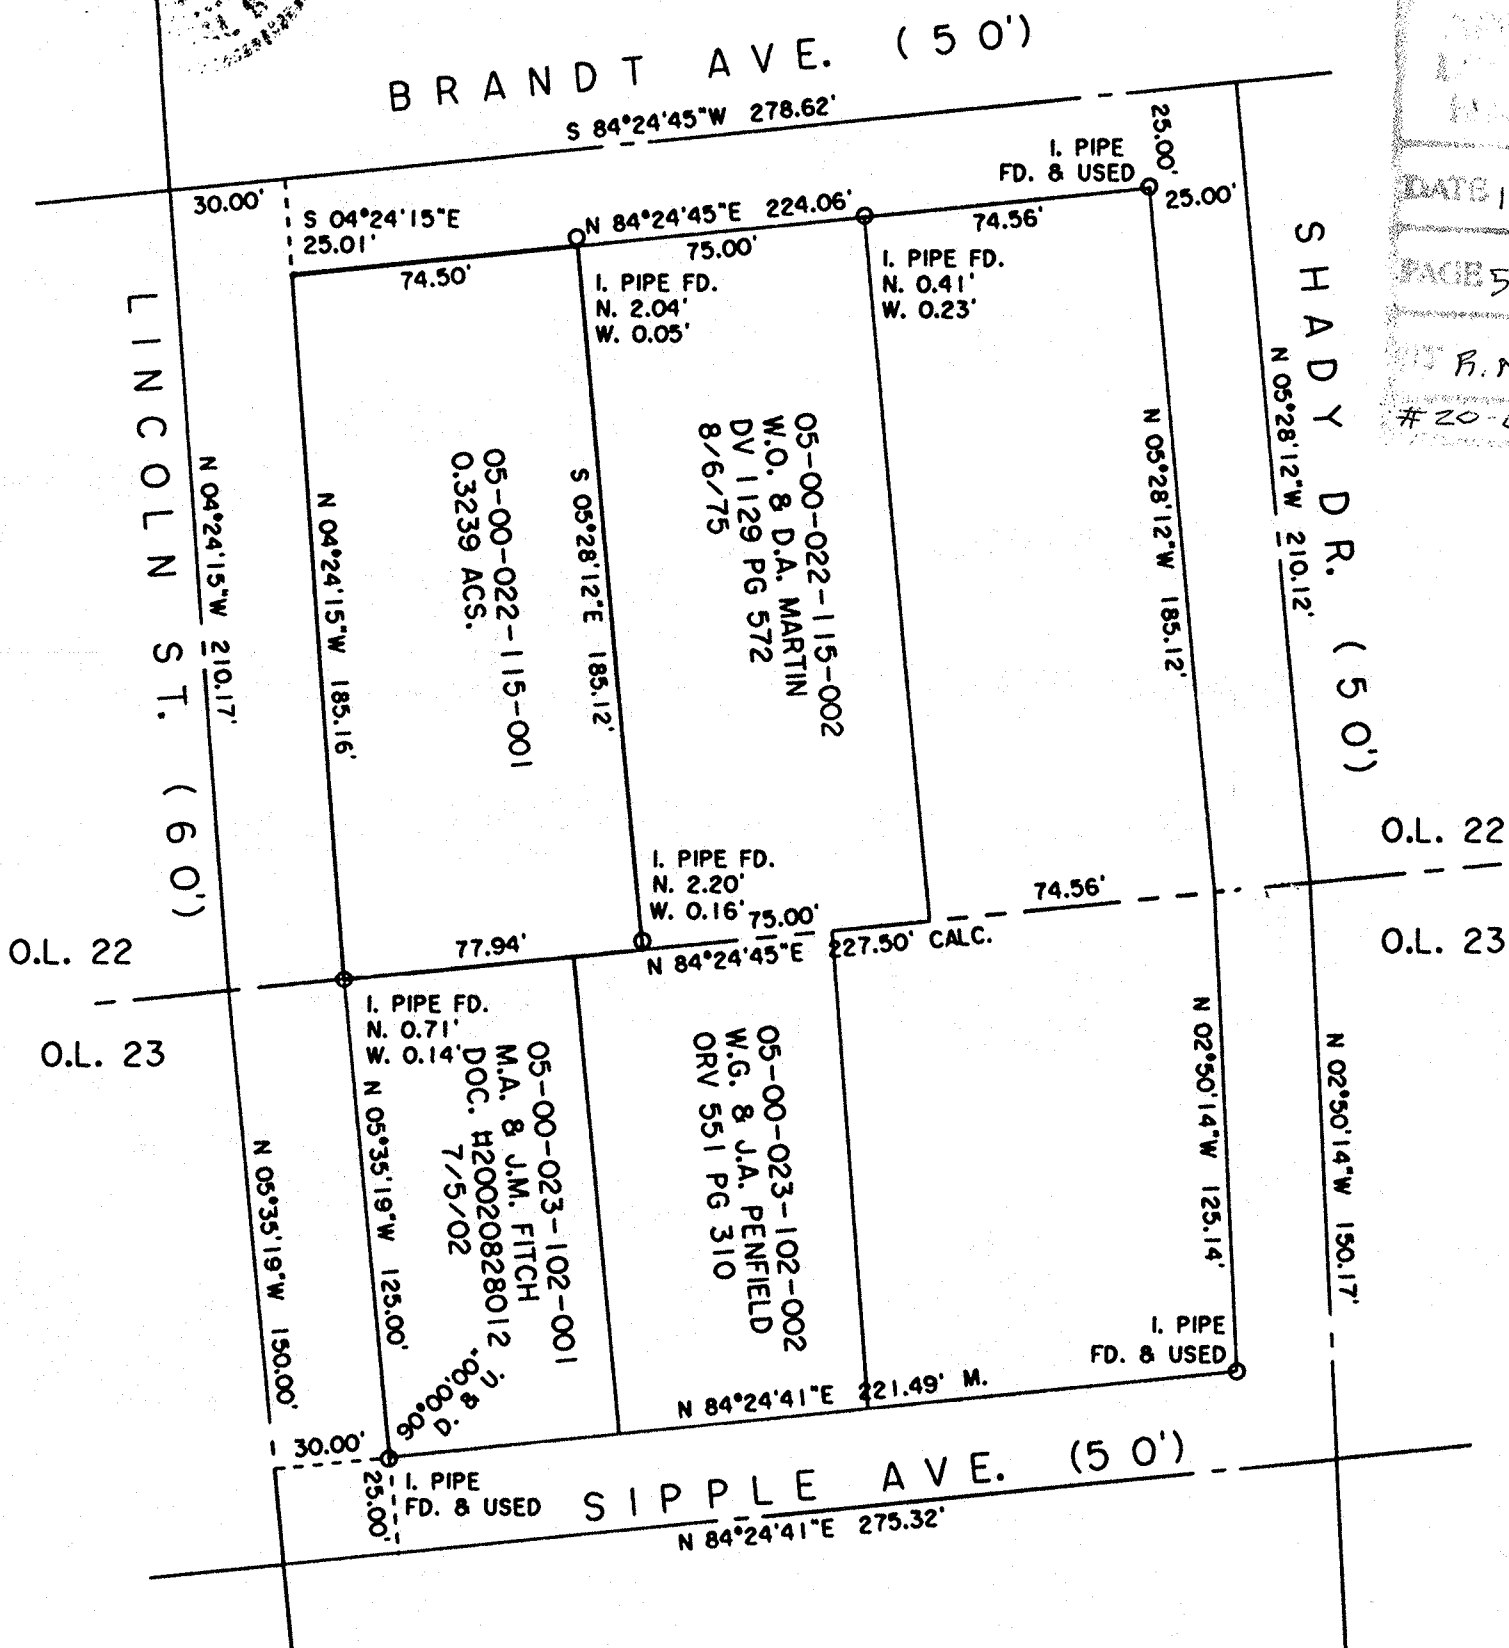 BRANDT AVE. (50')
S 84°24'45"W 278.62'
25.00'
I. PIPE
FD. & USED
25.00'
30.00'
S 04°24'15"E
25.01'
N 84°24'45"E 224.06'
74.50'
75.00'
74.56'
I. PIPE FD.
N. 2.04'
W. 0.05'
I. PIPE FD.
N. 0.41'
W. 0.23'
DATE 1
PAGE 5
R.
#20-
LINCOLN ST. (60')
N 04°24'15"W 210.17'
N 04°24'15"W 185.16'
05-00-022-115-001
0.3239 ACS.
S 05°28'12"E 185.12'
05-00-022-115-002
W.O. & D.A. MARTIN
DV 1129 PG 572
8/6/75
N 05°28'12"W 185.12'
N 05°28'12"W 210.12'
SHADY DR. (50')
O.L. 22
O.L. 23
I. PIPE FD.
N. 2.20'
W. 0.16'
75.00'
74.56'
77.94'
N 84°24'45"E 227.50' CALC.
O.L. 22
O.L. 23
I. PIPE FD.
N. 0.71'
W. 0.14'
N 05°35'19"W 150.00'
N 05°35'19"W 125.00'
05-00-023-102-001
M.A. & J.M. FITCH
DOC. #20020828012
7/5/02
05-00-023-102-002
W.G. & J.A. PENFIELD
ORV 551 PG 310
N 02°50'14"W 125.14'
N 02°50'14"W 150.17'
90°00'00"
D. & U.
I. PIPE
FD. & USED
N 84°24'41"E 221.49' M.
30.00'
25.00'
I. PIPE
FD. & USED
SIPPLE AVE. (50')
N 84°24'41"E 275.32'